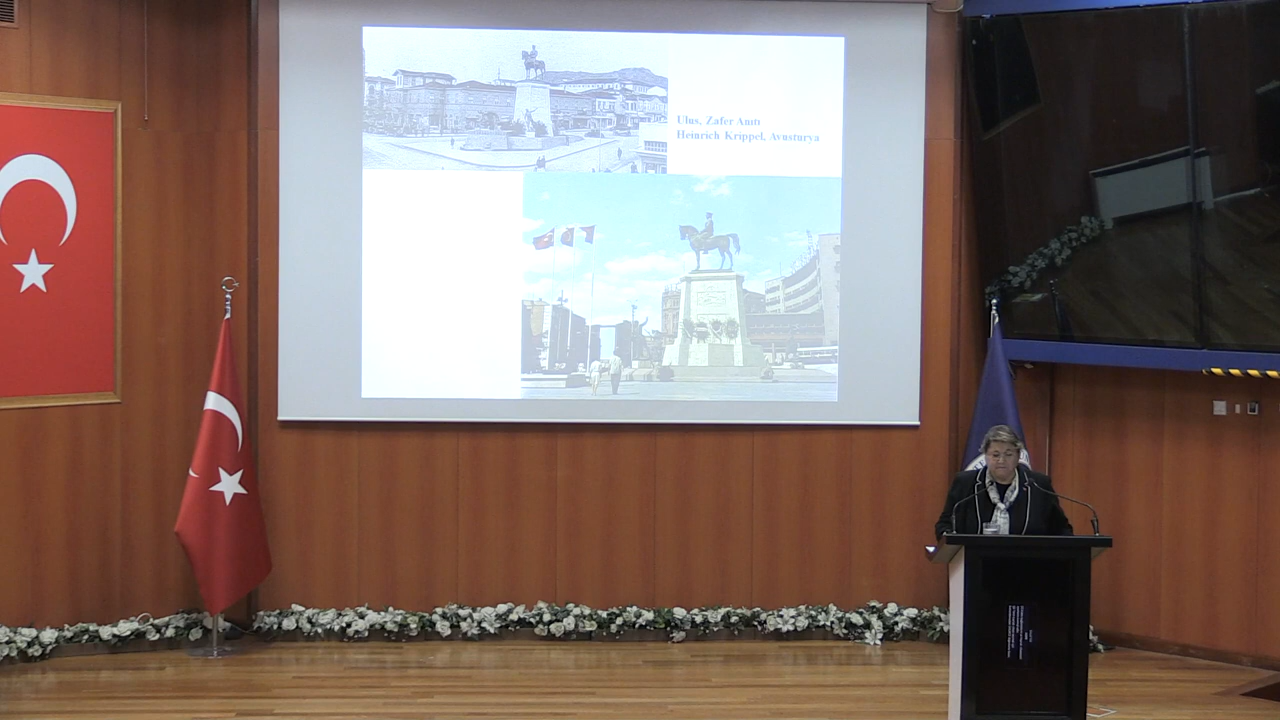 Ulus, Zafer Anıtı
Heinrich Krippel, Avusturya